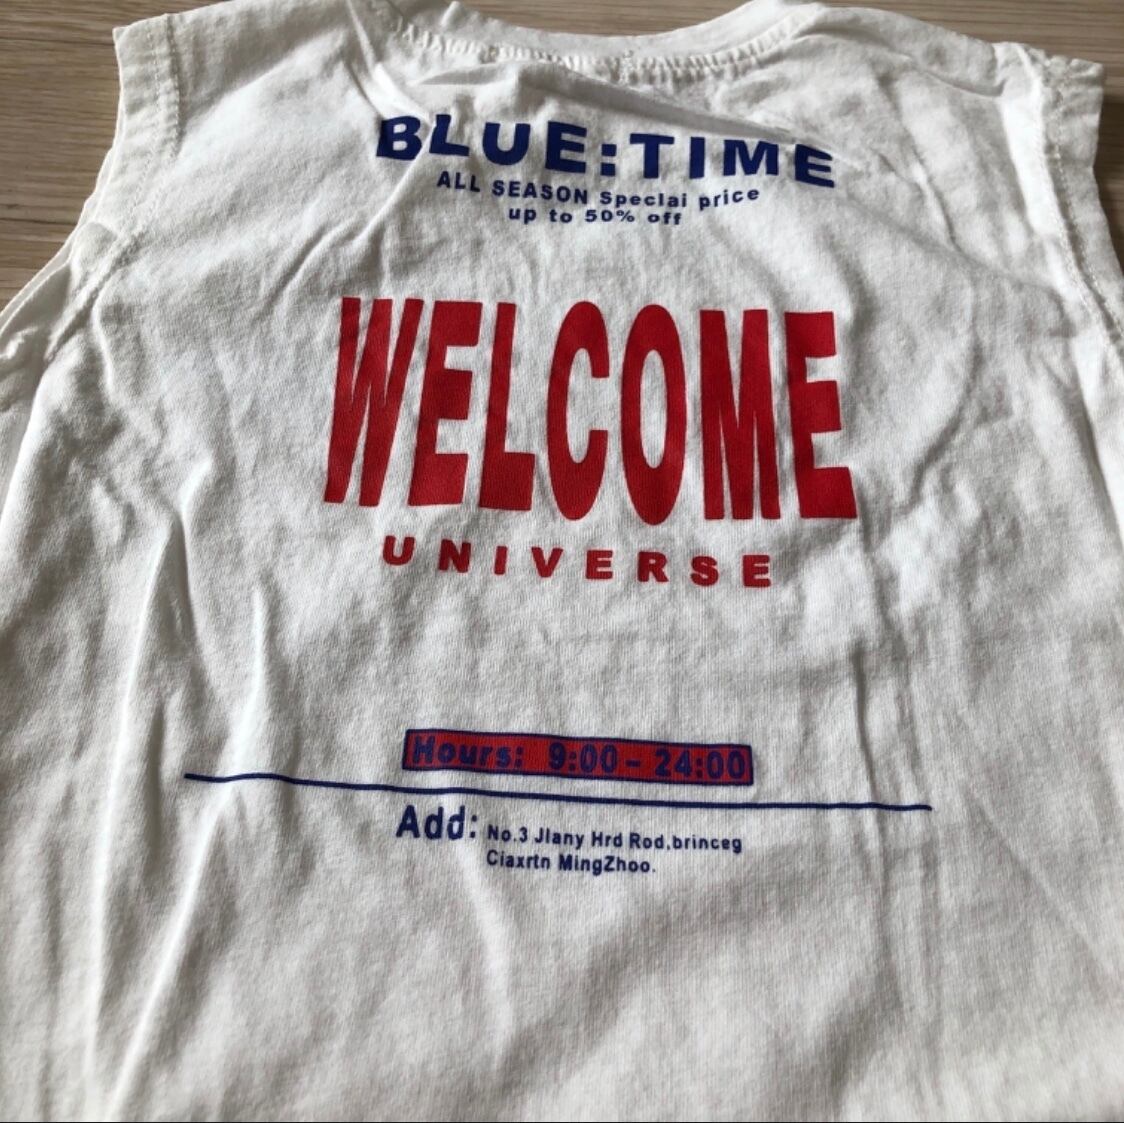 BLUE:TIME
ALL SEASON Speclai price
up to 50% off
WELCOME
UNIVERSE
Hours: 9:00 - 24:00
Add: No.3 Jlany Hrd Rod,brinceg
Ciaxrtn MingZhoo.